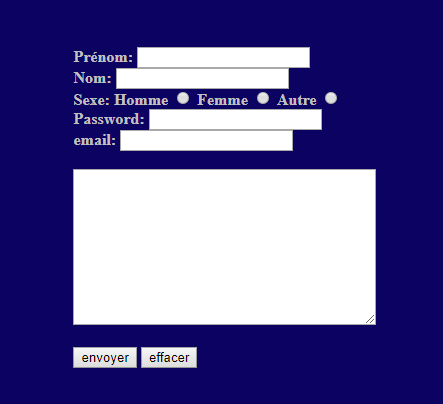 Prénom:
Nom:
Sexe: Homme Femme Autre
Password:
email:
envoyer effacer